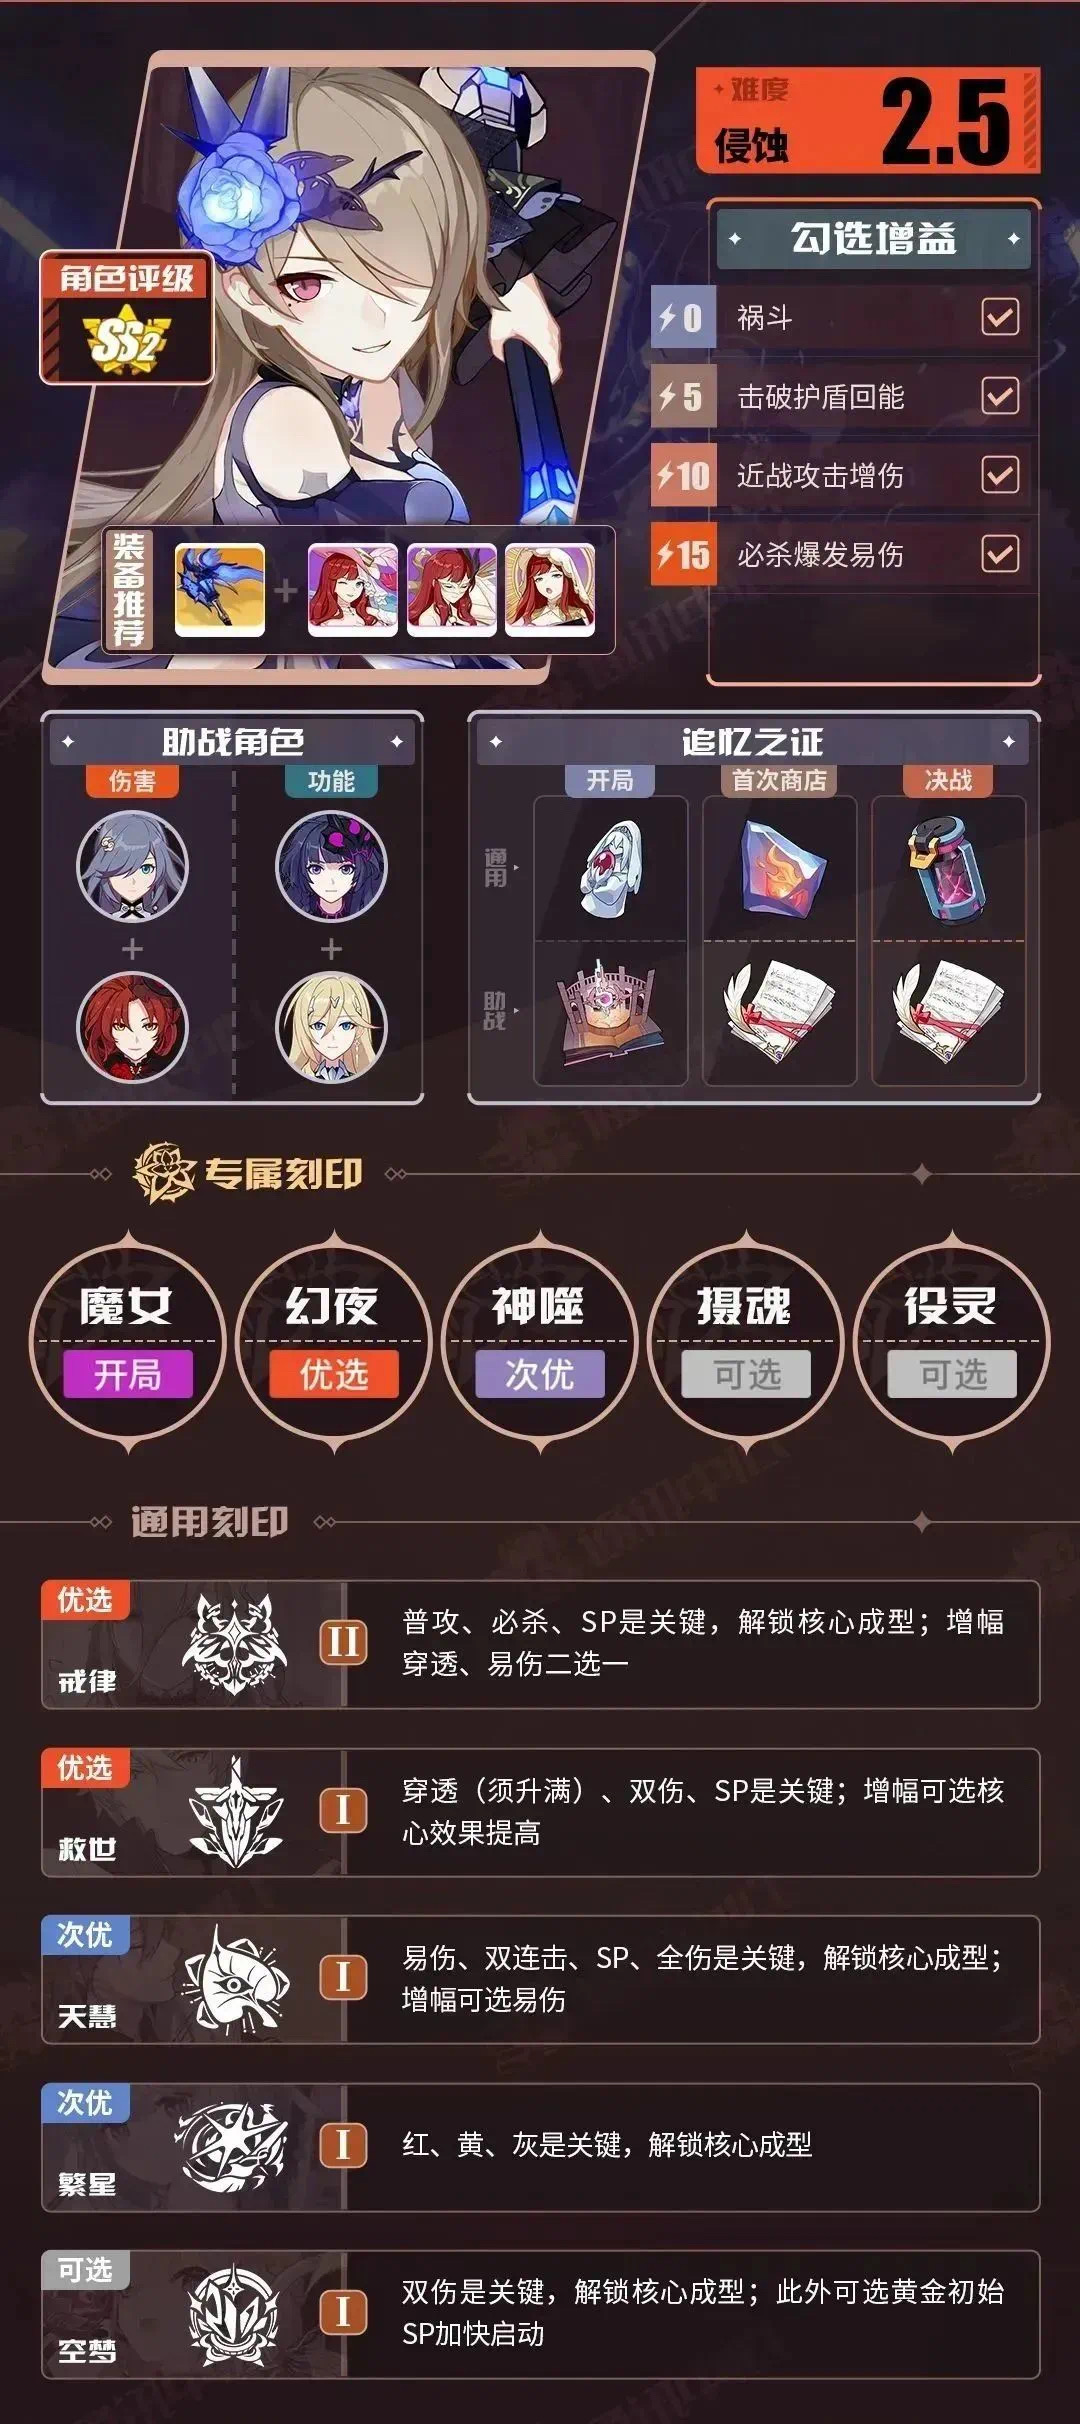 难度
侵蚀
2.5
勾选增益
0
祸斗
5
击破护盾回能
10
近战攻击增伤
15
必杀爆发易伤
角色评级
SS2
装备推荐
+
助战角色
伤害
功能
+
+
追忆之证
开局
首次商店
决战
通用
助战
专属刻印
魔女
开局
幻夜
优选
神噬
次优
摄魂
可选
役灵
可选
通用刻印
优选
戒律
II
普攻、必杀、SP是关键，解锁核心成型；增幅
穿透、易伤二选一
优选
救世
I
穿透（须升满）、双伤、SP是关键；增幅可选核
心效果提高
次优
天慧
I
易伤、双连击、SP、全伤是关键，解锁核心成型；
增幅可选易伤
次优
繁星
I
红、黄、灰是关键，解锁核心成型
可选
空梦
I
双伤是关键，解锁核心成型；此外可选黄金初始
SP加快启动